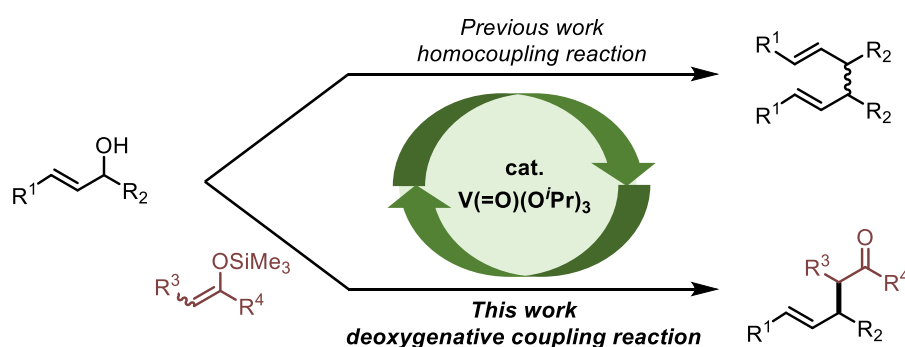 Previous work
homocoupling reaction
R¹
R₂
R¹
R₂
OH
R¹
R₂
cat.
V(=O)(OⁱPr)₃
OSiMe₃
R³
R⁴
This work
deoxygenative coupling reaction
O
R³
R⁴
R¹
R₂